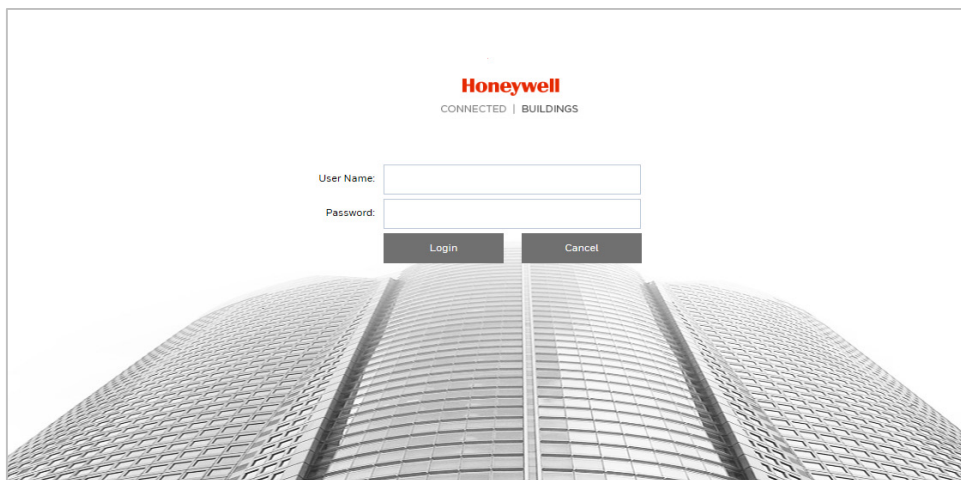 Honeywell
CONNECTED | BUILDINGS
User Name:
Password:
Login Cancel